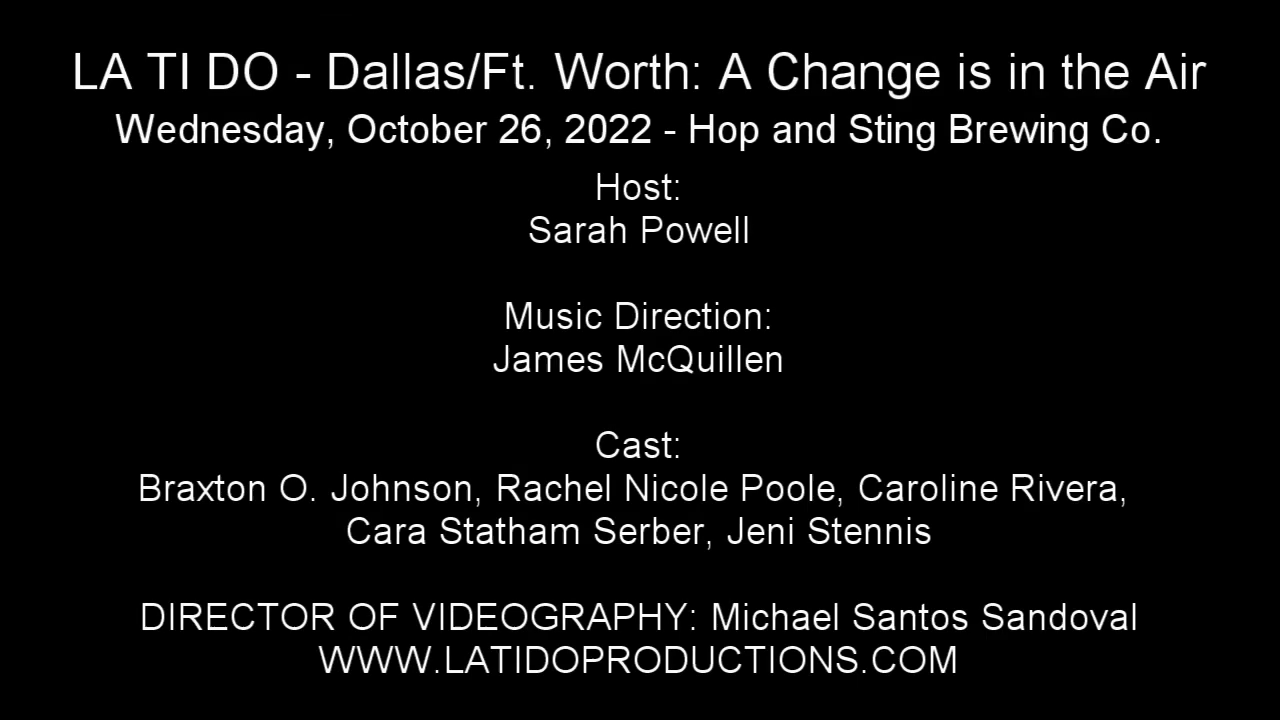 LA TI DO - Dallas/Ft. Worth: A Change is in the Air
Wednesday, October 26, 2022 - Hop and Sting Brewing Co.
Host:
Sarah Powell
Music Direction:
James McQuillen
Cast:
Braxton O. Johnson, Rachel Nicole Poole, Caroline Rivera,
Cara Statham Serber, Jeni Stennis
DIRECTOR OF VIDEOGRAPHY: Michael Santos Sandoval
WWW.LATIDOPRODUCTIONS.COM